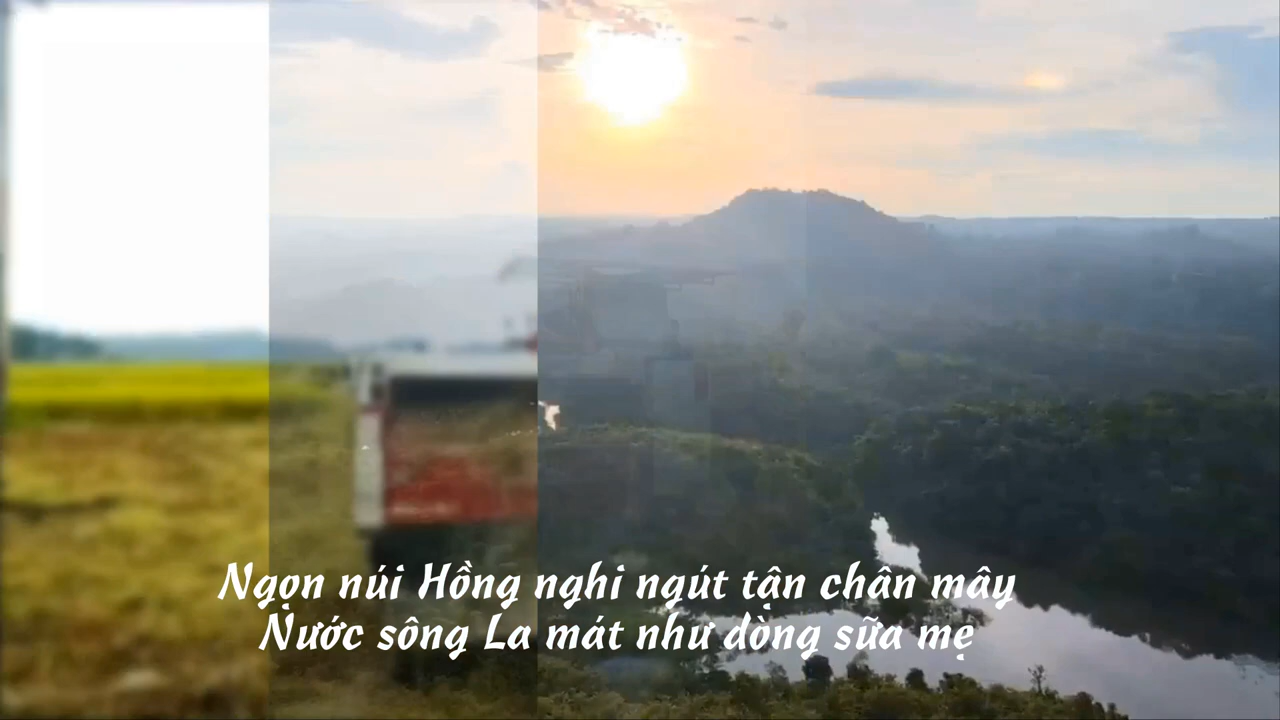 Ngọn núi Hồng nghi ngút tận chân mây
Nước sông La mát như dòng sữa mẹ